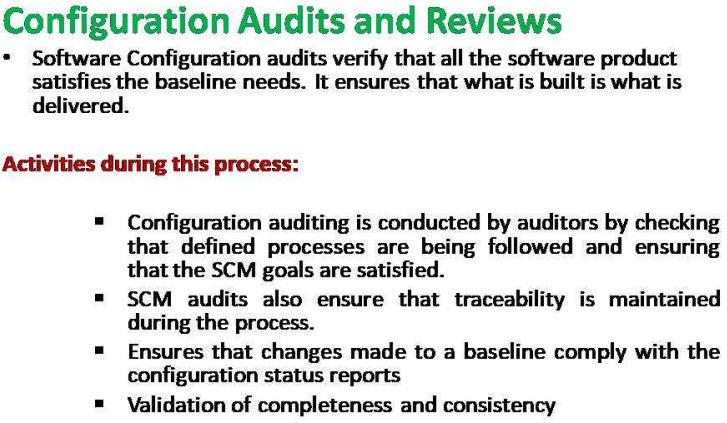 Configuration Audits and Reviews
• Software Configuration audits verify that all the software product
satisfies the baseline needs. It ensures that what is built is what is
delivered.
Activities during this process:
▪ Configuration auditing is conducted by auditors by checking
that defined processes are being followed and ensuring
that the SCM goals are satisfied.
▪ SCM audits also ensure that traceability is maintained
during the process.
▪ Ensures that changes made to a baseline comply with the
configuration status reports
▪ Validation of completeness and consistency